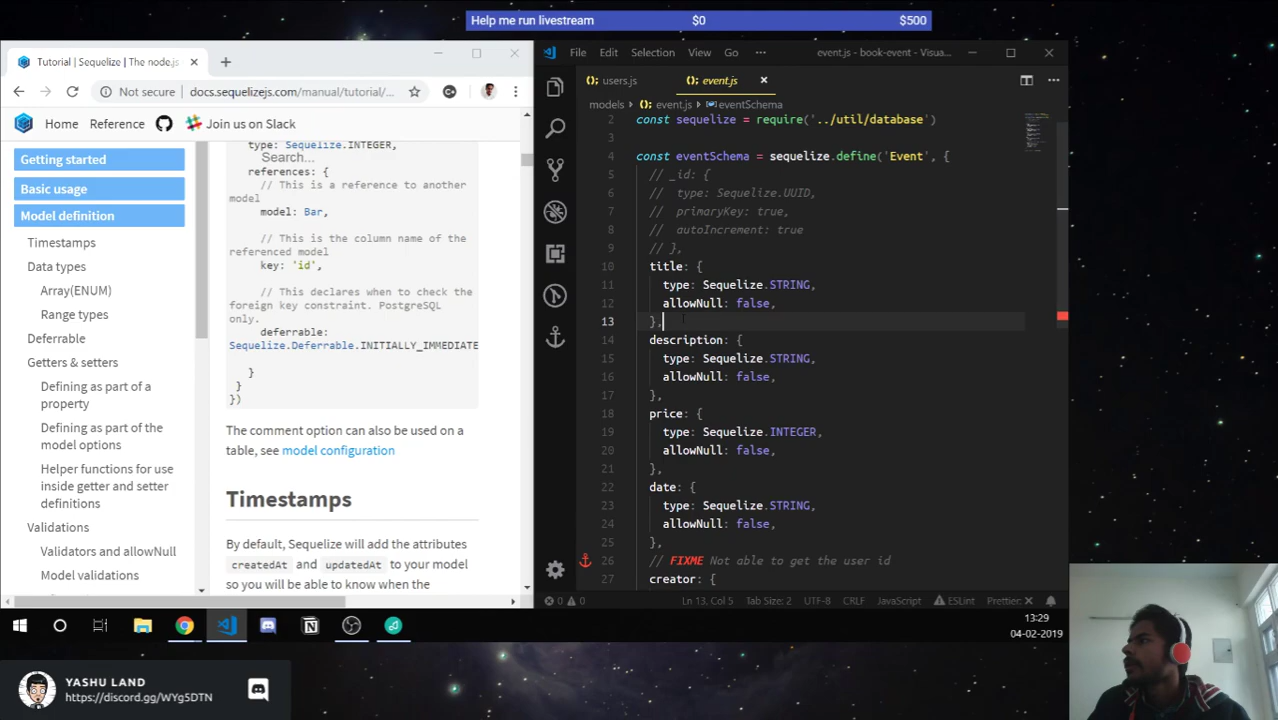 Help me run livestream $0 $500
Tutorial | Sequelize | The node.js
Not secure docs.sequelizejs.com/manual/tutorial/...
Home Reference Join us on Slack
Getting started
Basic usage
Model definition
Timestamps
Data types
Array(ENUM)
Range types
Deferrable
Getters & setters
Defining as part of a
property
Defining as part of the
model options
Helper functions for use
inside getter and setter
definitions
Validations
Validators and allowNull
Model validations
type: Sequelize.INTEGER,
Search...
references: {
// This is a reference to another
model
model: Bar,
// This is the column name of the
referenced model
key: 'id',
// This declares when to check the
foreign key constraint. PostgreSQL
only.
deferrable:
Sequelize.Deferrable.INITIALLY_IMMEDIATE
}
}
})
The comment option can also be used on a
table, see model configuration
Timestamps
By default, Sequelize will add the attributes
createdAt and updatedAt to your model
so you will be able to know when the
File Edit Selection View Go ... event.js - book-event - Visua...
users.js event.js
models > event.js > eventSchema
2 const sequelize = require('../util/database')
3
4 const eventSchema = sequelize.define('Event', {
5 // _id: {
6 // type: Sequelize.UUID,
7 // primaryKey: true,
8 // autoIncrement: true
9 // },
10 title: {
11 type: Sequelize.STRING,
12 allowNull: false,
13 },
14 description: {
15 type: Sequelize.STRING,
16 allowNull: false,
17 },
18 price: {
19 type: Sequelize.INTEGER,
20 allowNull: false,
21 },
22 date: {
23 type: Sequelize.STRING,
24 allowNull: false,
25 },
26 // FIXME Not able to get the user id
27 creator: {
0 0 Ln 13, Col 5 Tab Size: 2 UTF-8 CRLF JavaScript ESLint Prettier: ×
13:29
04-02-2019
YASHU LAND
https://discord.gg/WYg5DTN